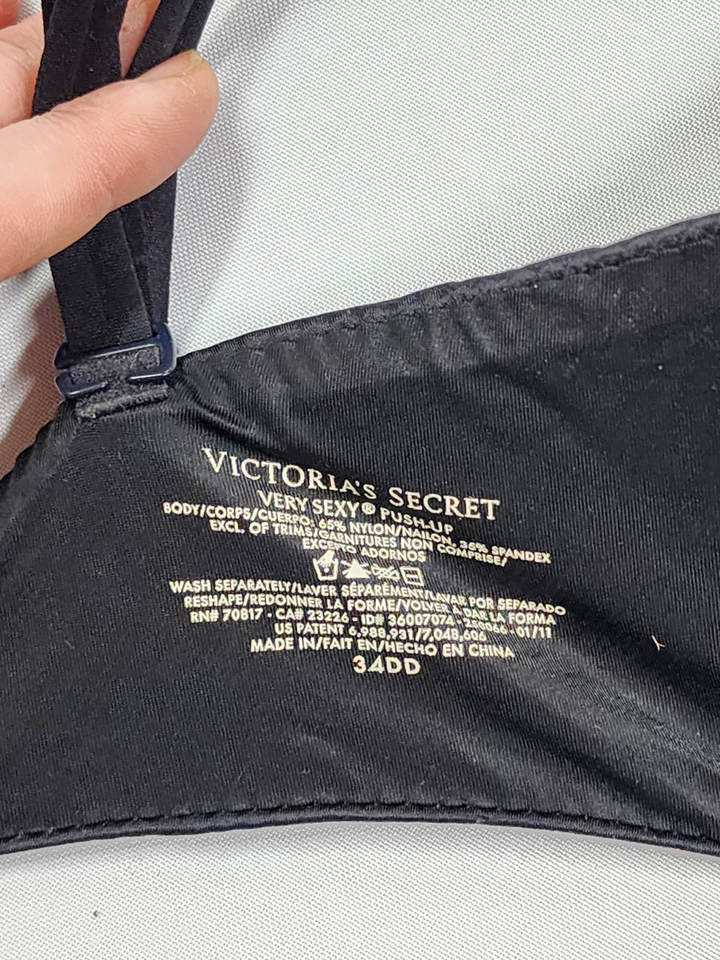 VICTORIA'S SECRET
VERY SEXY® PUSH-UP
BODY/CORPS/CUERPO: 65% NYLON/NAILON, 35% SPANDEX
EXCL. OF TRIMS/GARNITURES NON COMPRISE/
EXCEPTO ADORNOS
WASH SEPARATELY/LAVER SÉPARÉMENT/LAVAR POR SEPARADO
RESHAPE/REDONNER LA FORME/VOLVER A DAR LA FORMA
RN# 70817 - CA# 23226 - ID# - 01/11
US PATENT 6,988,931/7,048,606
MADE IN/FAIT EN/HECHO EN CHINA
34DD